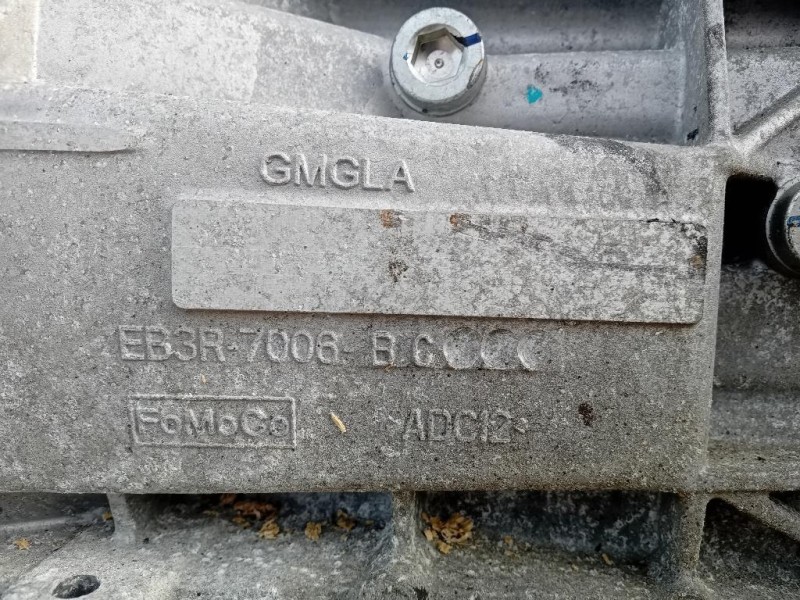 GMGLA
EB3R-7006- BC
FoMoCo >ADC12<